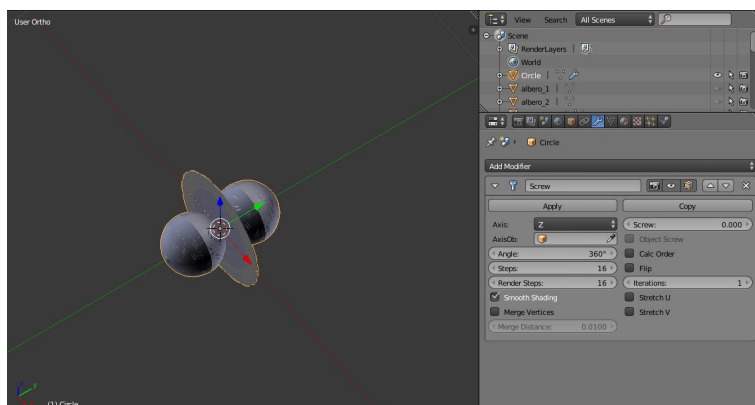 User Ortho
View Search All Scenes
Scene
RenderLayers |
World
Circle |
albero_1 |
albero_2 |
Circle
Add Modifier
Screw
Apply Copy
Axis: Z Screw: 0.000
AxisOb: Object Screw
Angle: 360° Calc Order
Steps: 16 Flip
Render Steps: 16 Iterations: 1
Smooth Shading Stretch U
Merge Vertices Stretch V
Merge Distance: 0.0100
(1) Circle